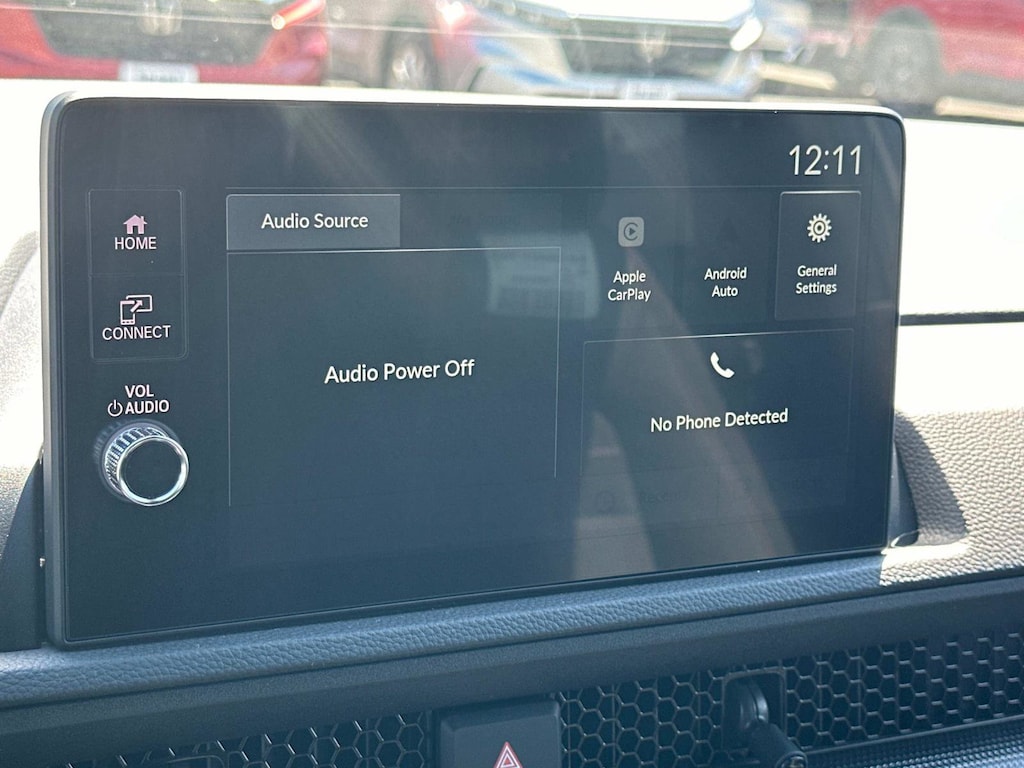 12:11
HOME
CONNECT
VOL
AUDIO
Audio Source
Audio Power Off
Apple
CarPlay
Android
Auto
General
Settings
No Phone Detected